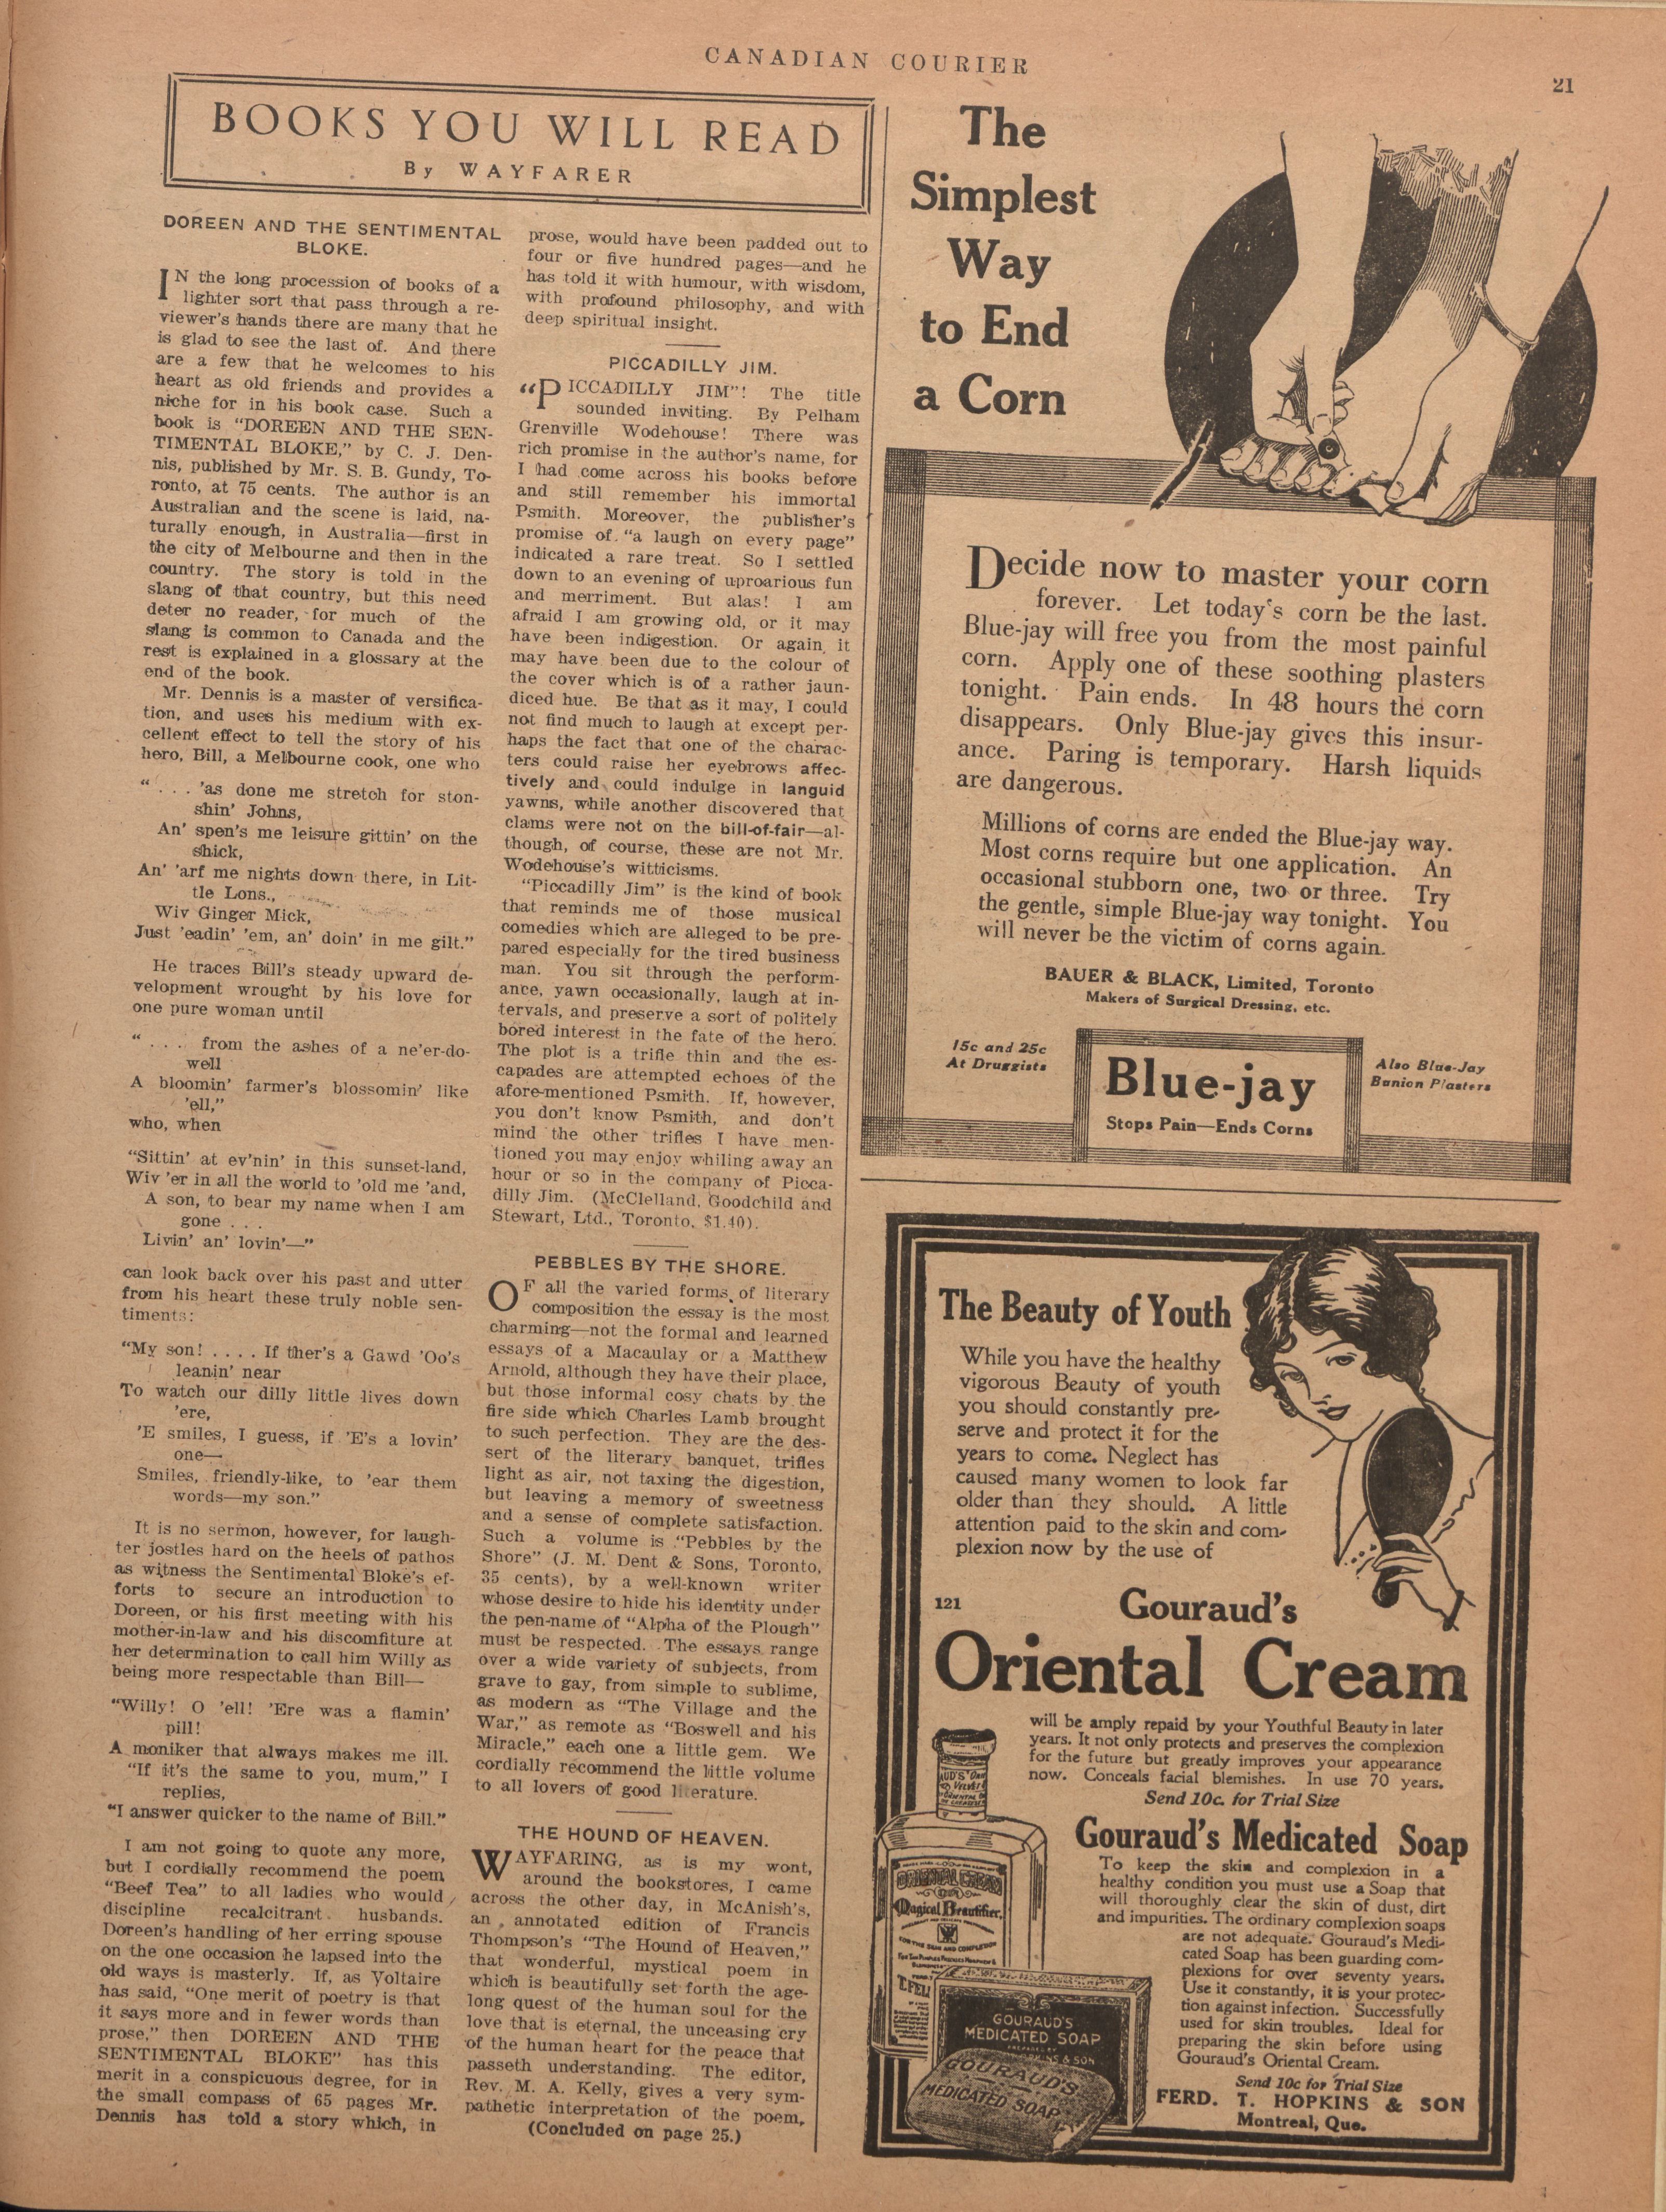 CANADIAN COURIER
21
BOOKS YOU WILL READ
By WAYFARER
DOREEN AND THE SENTIMENTAL
BLOKE.
IN the long procession of books of a
lighter sort that pass through a re-
viewer's hands there are many that he
is glad to see the last of. And there
are a few that he welcomes to his
heart as old friends and provides a
niche for in his book case. Such a
book is "DOREEN AND THE SEN-
TIMENTAL BLOKE," by C. J. Den-
nis, published by Mr. S. B. Gundy, To-
ronto, at 75 cents. The author is an
Australian and the scene is laid, na-
turally enough, in Australia—first in
the city of Melbourne and then in the
country. The story is told in the
slang of that country, but this need
deter no reader, for much of the
slang is common to Canada and the
rest is explained in a glossary at the
end of the book.
Mr. Dennis is a master of versifica-
tion, and uses his medium with ex-
cellent effect to tell the story of his
hero, Bill, a Melbourne cook, one who
" . . . 'as done me stretch for ston-
shin' Johns,
An' spen's me leisure gittin' on the
shick,
An' 'arf me nights down there, in Lit-
tle Lons.,
Wiv Ginger Mick,
Just 'eadin' 'em, an' doin' in me gilt."
He traces Bill's steady upward de-
velopment wrought by his love for
one pure woman until
" . . . from the ashes of a ne'er-do-
well
A bloomin' farmer's blossomin' like
'ell,"
who, when
"Sittin' at ev'nin' in this sunset-land,
Wiv 'er in all the world to 'old me 'and,
A son, to bear my name when I am
gone . . .
Livin' an' lovin'—"
can look back over his past and utter
from his heart these truly noble sen-
timents:
"My son! . . . . If ther's a Gawd 'Oo's
leanin' near
To watch our dilly little lives down
'ere,
'E smiles, I guess, if 'E's a lovin'
one—
Smiles, friendly-like, to 'ear them
words—my son."
It is no sermon, however, for laugh-
ter jostles hard on the heels of pathos
as witness the Sentimental Bloke's ef-
forts to secure an introduction to
Doreen, or his first meeting with his
mother-in-law and his discomfiture at
her determination to call him Willy as
being more respectable than Bill—
"Willy! O 'ell! 'Ere was a flamin'
pill!
A moniker that always makes me ill.
"If it's the same to you, mum," I
replies,
"I answer quicker to the name of Bill."
I am not going to quote any more,
but I cordially recommend the poem
"Beef Tea" to all ladies who would
discipline recalcitrant husbands.
Doreen's handling of her erring spouse
on the one occasion he lapsed into the
old ways is masterly. If, as Voltaire
has said, "One merit of poetry is that
it says more and in fewer words than
prose," then DOREEN AND THE
SENTIMENTAL BLOKE" has this
merit in a conspicuous degree, for in
the small compass of 65 pages Mr.
Dennis has told a story which, in
prose, would have been padded out to
four or five hundred pages—and he
has told it with humour, with wisdom,
with profound philosophy, and with
deep spiritual insight.
PICCADILLY JIM.
"PICCADILLY JIM"! The title
sounded inviting. By Pelham
Grenville Wodehouse! There was
rich promise in the author's name, for
I had come across his books before
and still remember his immortal
Psmith. Moreover, the publisher's
promise of "a laugh on every page"
indicated a rare treat. So I settled
down to an evening of uproarious fun
and merriment. But alas! I am
afraid I am growing old, or it may
have been indigestion. Or again it
may have been due to the colour of
the cover which is of a rather jaun-
diced hue. Be that as it may, I could
not find much to laugh at except per-
haps the fact that one of the charac-
ters could raise her eyebrows affec-
tively and could indulge in languid
yawns, while another discovered that
clams were not on the bill-of-fair—al-
though, of course, these are not Mr.
Wodehouse's witticisms.
"Piccadilly Jim" is the kind of book
that reminds me of those musical
comedies which are alleged to be pre-
pared especially for the tired business
man. You sit through the perform-
ance, yawn occasionally, laugh at in-
tervals, and preserve a sort of politely
bored interest in the fate of the hero.
The plot is a trifle thin and the es-
capades are attempted echoes of the
afore-mentioned Psmith. If, however,
you don't know Psmith, and don't
mind the other trifles I have men-
tioned you may enjoy whiling away an
hour or so in the company of Picca-
dilly Jim. (McClelland, Goodchild and
Stewart, Ltd., Toronto, $1.40).
PEBBLES BY THE SHORE.
OF all the varied forms of literary
composition the essay is the most
charming—not the formal and learned
essays of a Macaulay or a Matthew
Arnold, although they have their place,
but those informal cosy chats by the
fire side which Charles Lamb brought
to such perfection. They are the des-
sert of the literary banquet, trifles
light as air, not taxing the digestion,
but leaving a memory of sweetness
and a sense of complete satisfaction.
Such a volume is "Pebbles by the
Shore" (J. M. Dent & Sons, Toronto,
35 cents), by a well-known writer
whose desire to hide his identity under
the pen-name of "Alpha of the Plough"
must be respected. The essays range
over a wide variety of subjects, from
grave to gay, from simple to sublime,
as modern as "The Village and the
War," as remote as "Boswell and his
Miracle," each one a little gem. We
cordially recommend the little volume
to all lovers of good literature.
THE HOUND OF HEAVEN.
WAYFARING, as is my wont,
around the bookstores, I came
across the other day, in McAnish's,
an annotated edition of Francis
Thompson's "The Hound of Heaven,"
that wonderful, mystical poem in
which is beautifully set forth the age-
long quest of the human soul for the
love that is eternal, the unceasing cry
of the human heart for the peace that
passeth understanding. The editor,
Rev. M. A. Kelly, gives a very sym-
pathetic interpretation of the poem,
(Concluded on page 25.)
The
Simplest
Way
to End
a Corn
Decide now to master your corn
forever. Let today's corn be the last.
Blue-jay will free you from the most painful
corn. Apply one of these soothing plasters
tonight. Pain ends. In 48 hours the corn
disappears. Only Blue-jay gives this insur-
ance. Paring is temporary. Harsh liquids
are dangerous.
Millions of corns are ended the Blue-jay way.
Most corns require but one application. An
occasional stubborn one, two or three. Try
the gentle, simple Blue-jay way tonight. You
will never be the victim of corns again.
BAUER & BLACK, Limited, Toronto
Makers of Surgical Dressing, etc.
15c and 25c
At Druggists
Blue-jay
Stops Pain—Ends Corns
Also Blue-Jay
Bunion Plasters
The Beauty of Youth
While you have the healthy
vigorous Beauty of youth
you should constantly pre-
serve and protect it for the
years to come. Neglect has
caused many women to look far
older than they should. A little
attention paid to the skin and com-
plexion now by the use of
121
Gouraud's
Oriental Cream
will be amply repaid by your Youthful Beauty in later
years. It not only protects and preserves the complexion
for the future but greatly improves your appearance
now. Conceals facial blemishes. In use 70 years.
Send 10c. for Trial Size
Gouraud's Medicated Soap
To keep the skin and complexion in a
healthy condition you must use a Soap that
will thoroughly clear the skin of dust, dirt
and impurities. The ordinary complexion soaps
are not adequate. Gouraud's Medi-
cated Soap has been guarding com-
plexions for over seventy years.
Use it constantly, it is your protec-
tion against infection. Successfully
used for skin troubles. Ideal for
preparing the skin before using
Gouraud's Oriental Cream.
Send 10c for Trial Size
FERD. T. HOPKINS & SON
Montreal, Que.
ORIENTAL CREAM
OR
Magical Beautifier.
FOR THE SKIN AND COMPLEXION
GOURAUD'S
MEDICATED SOAP
& SON
GOURAUD'S
MEDICATED SOAP